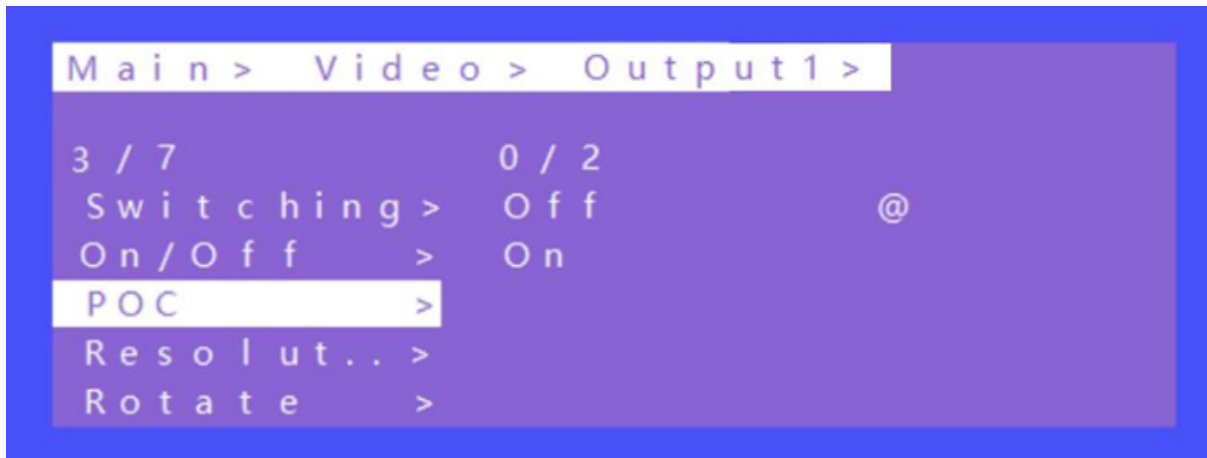 Main> Video> Output1>
3/7 0/2
Switching> Off @
On/Off > On
POC >
Resolut..>
Rotate >